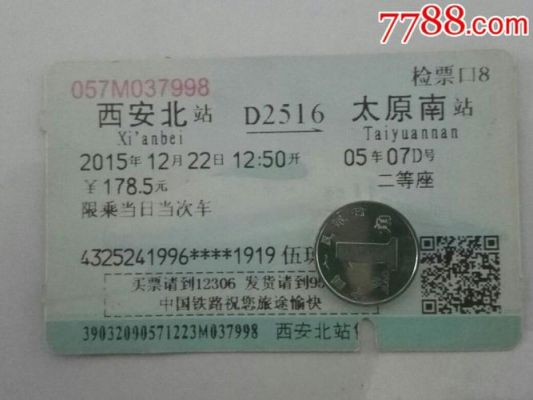 7788.com
057M037998
检票口8
西安北站 D2516 太原南站
Xi'anbei Taiyuannan
2015年12月22日 12:50开 05车07D号
￥178.5元 二等座
限乘当日当次车
4325241996****1919 伍
买票请到12306 发货请到95
中国铁路祝您旅途愉快
39032090571223M037998 西安北站
1角